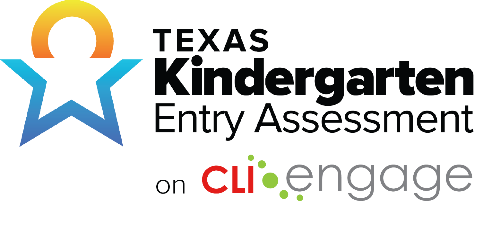 TEXAS
Kindergarten
Entry Assessment
on CLI engage